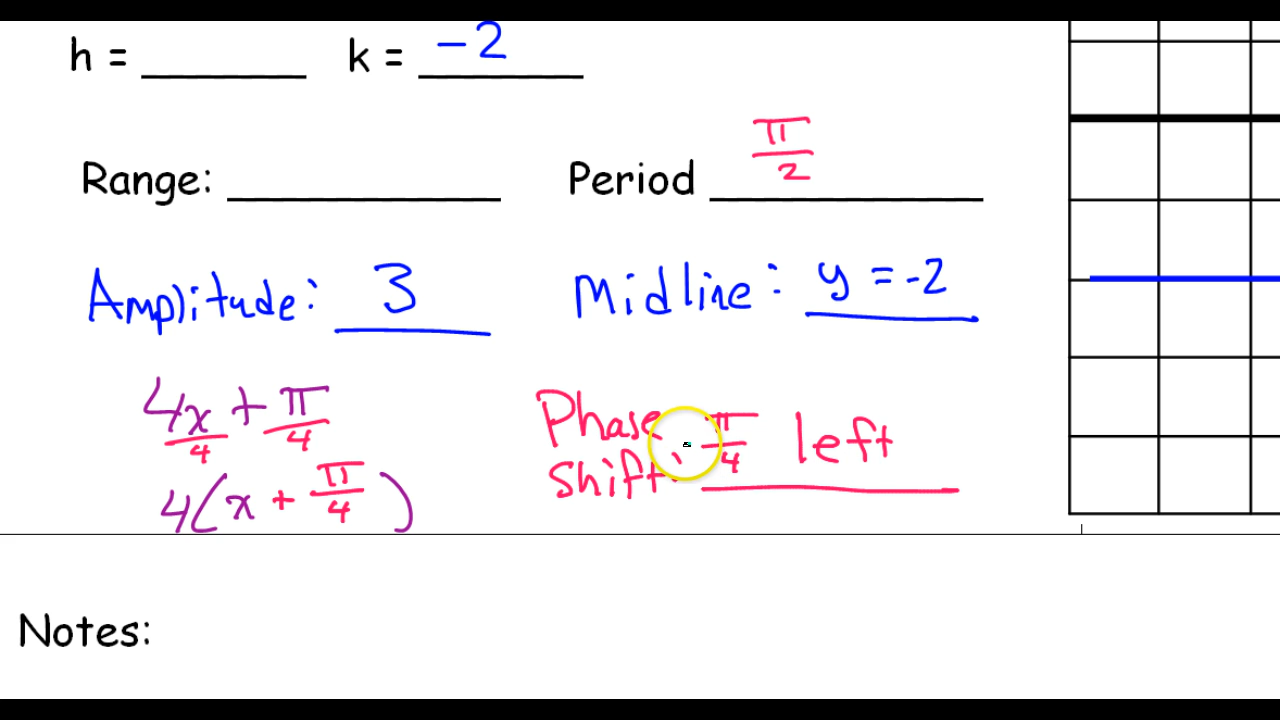 h = ______ k = -2
Range: ______ Period π/2
Amplitude: 3 Midline: y = -2
4x/4 + π/4
4(x + π/4)
Phase Shift: π/4 left
Notes: